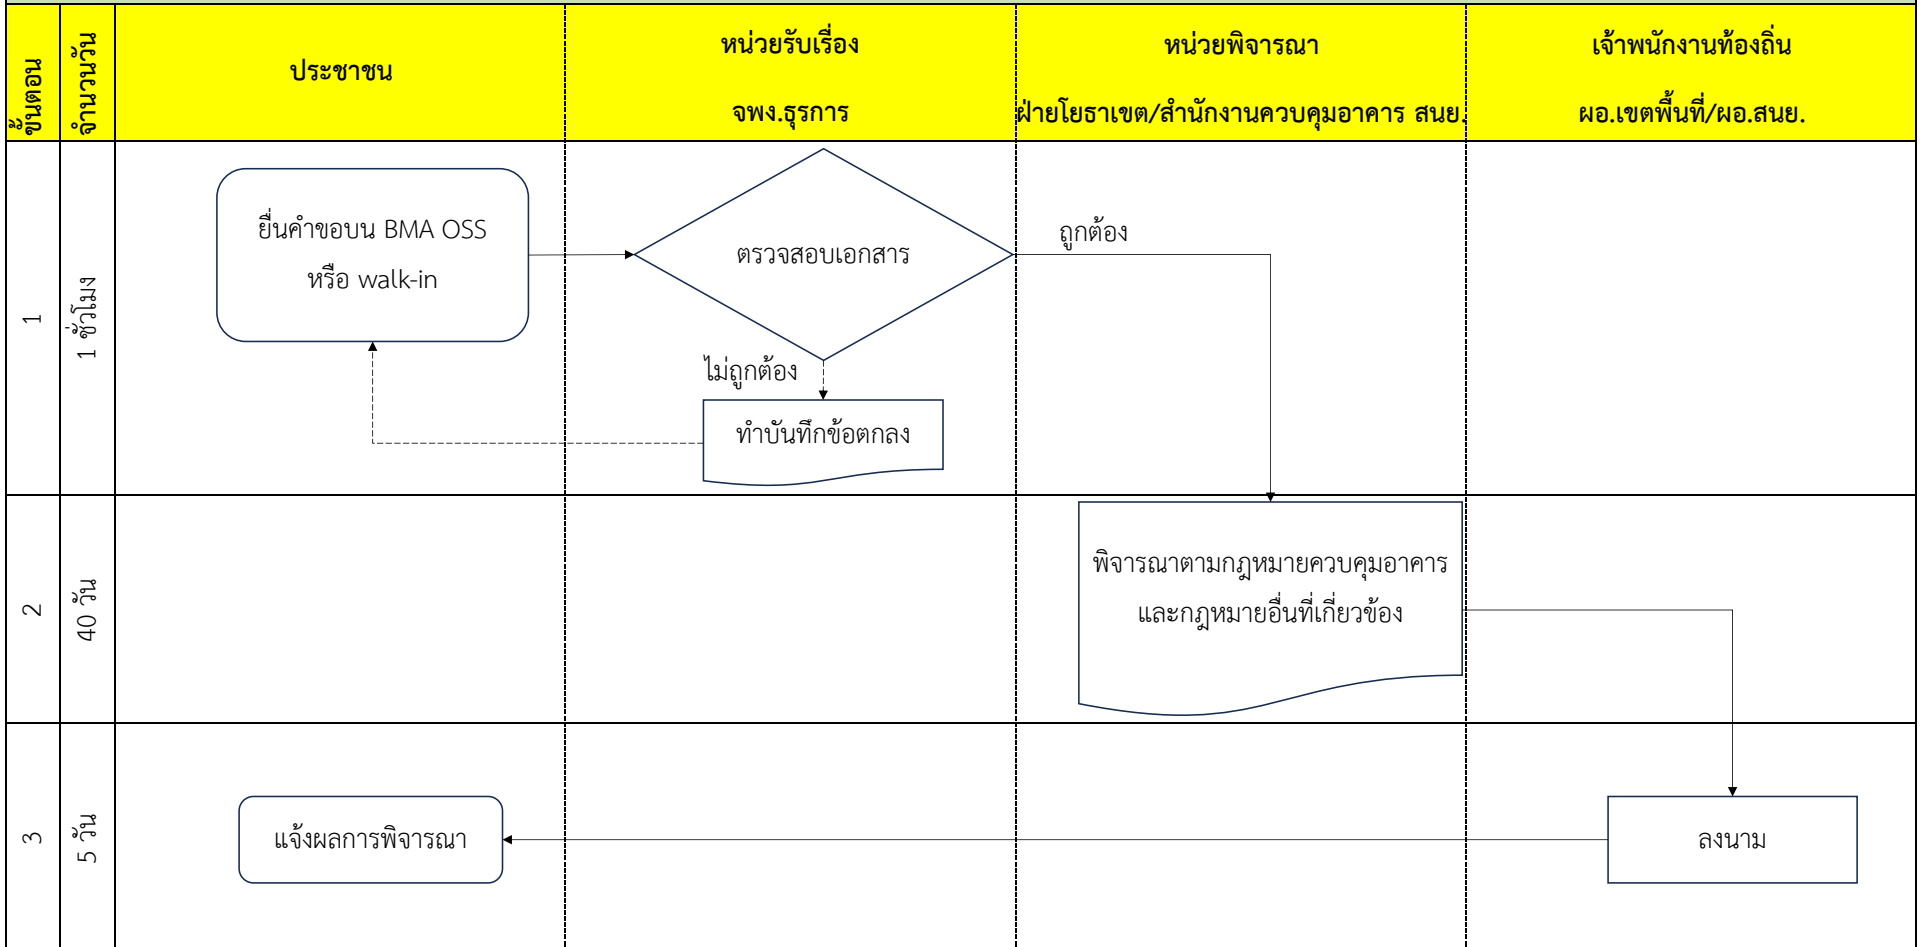 ขั้นตอน
จำนวนวัน
ประชาชน
หน่วยรับเรื่อง
จพง.ธุรการ
หน่วยพิจารณา
ฝ่ายโยธาเขต/สำนักงานควบคุมอาคาร สนย.
เจ้าพนักงานท้องถิ่น
ผอ.เขตพื้นที่/ผอ.สนย.
1
1 ชั่วโมง
ยื่นคำขอบน BMA OSS
หรือ walk-in
ตรวจสอบเอกสาร
ถูกต้อง
ไม่ถูกต้อง
ทำบันทึกข้อตกลง
2
40 วัน
พิจารณาตามกฎหมายควบคุมอาคาร
และกฎหมายอื่นที่เกี่ยวข้อง
3
5 วัน
แจ้งผลการพิจารณา
ลงนาม